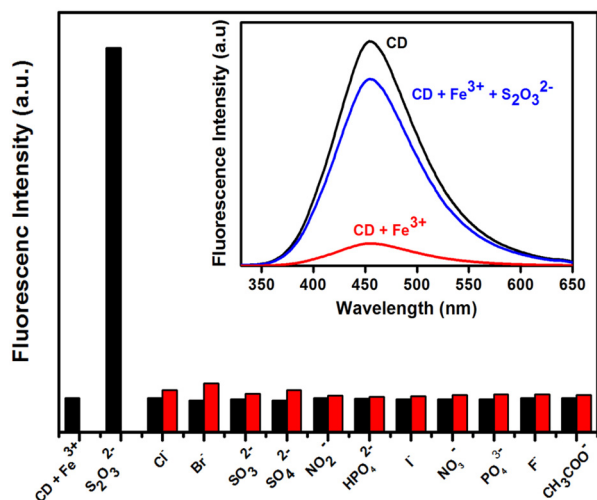 Fluorescenc Intensity (a.u.)
Fluorescence Intensity (a.u)
CD
CD + Fe³⁺ + S₂O₃²⁻
CD + Fe³⁺
350 400 450 500 550 600 650
Wavelength (nm)
CD + Fe³⁺
S₂O₃²⁻
Cl⁻
Br⁻
SO₃²⁻
SO₄²⁻
NO₂⁻
HPO₄²⁻
I⁻
NO₃⁻
PO₄³⁻
F⁻
CH₃COO⁻